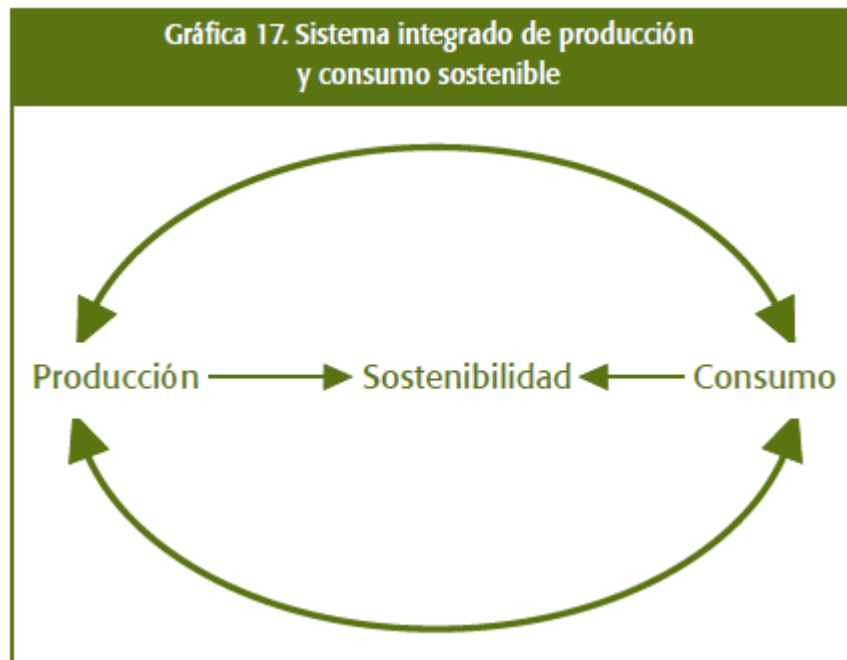 Gráfica 17. Sistema integrado de producción
y consumo sostenible
Producción Sostenibilidad Consumo